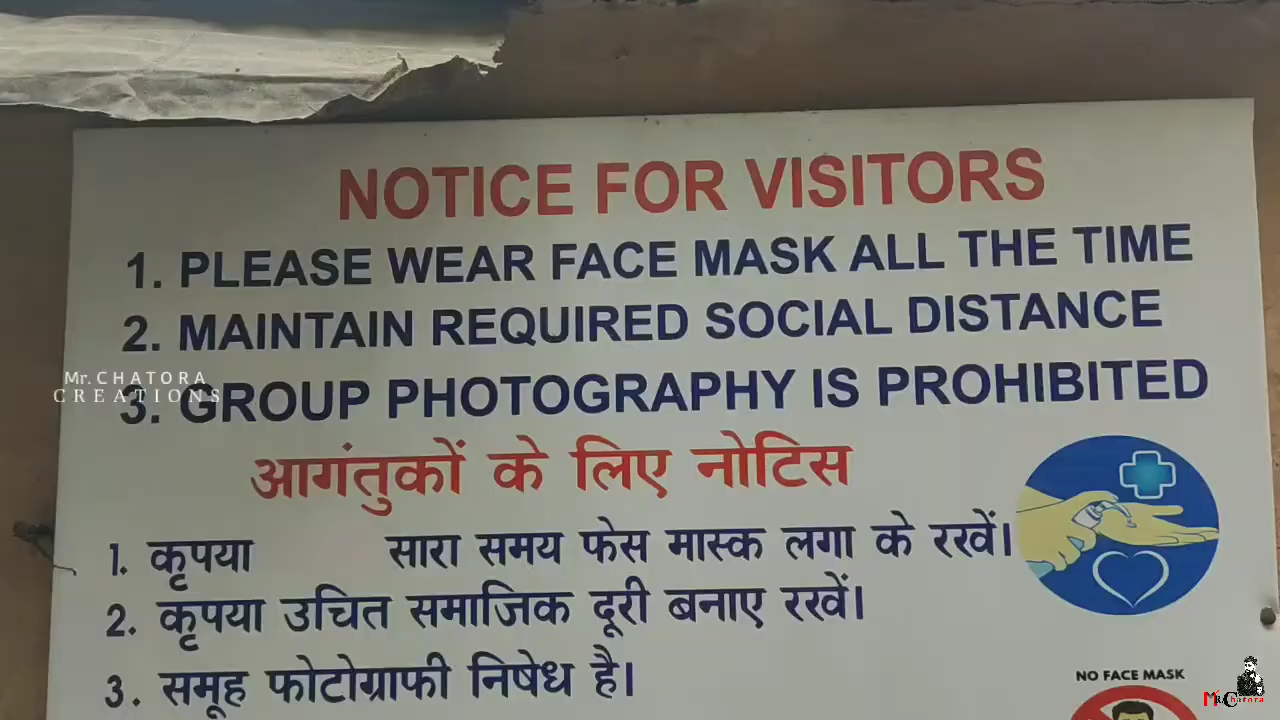 NOTICE FOR VISITORS
1. PLEASE WEAR FACE MASK ALL THE TIME
2. MAINTAIN REQUIRED SOCIAL DISTANCE
Mr. CHATORA
CREATIONS
3. GROUP PHOTOGRAPHY IS PROHIBITED
आगंतुकों के लिए नोटिस
1. कृपया सारा समय फेस मास्क लगा के रखें।
2. कृपया उचित समाजिक दूरी बनाए रखें।
3. समूह फोटोग्राफी निषेध है।
NO FACE MASK